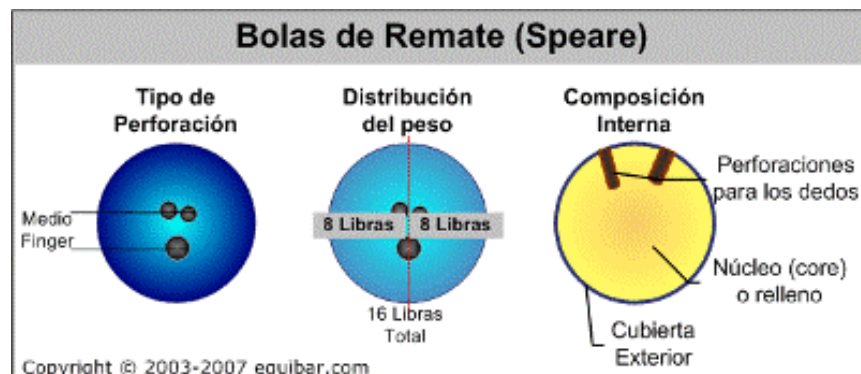 Bolas de Remate (Speare)
Tipo de
Perforación
Medio
Finger
Distribución
del peso
8 Libras 8 Libras
16 Libras
Total
Composición
Interna
Perforaciones
para los dedos
Núcleo (core)
o relleno
Cubierta
Exterior
Copyright © 2003-2007 equibar.com